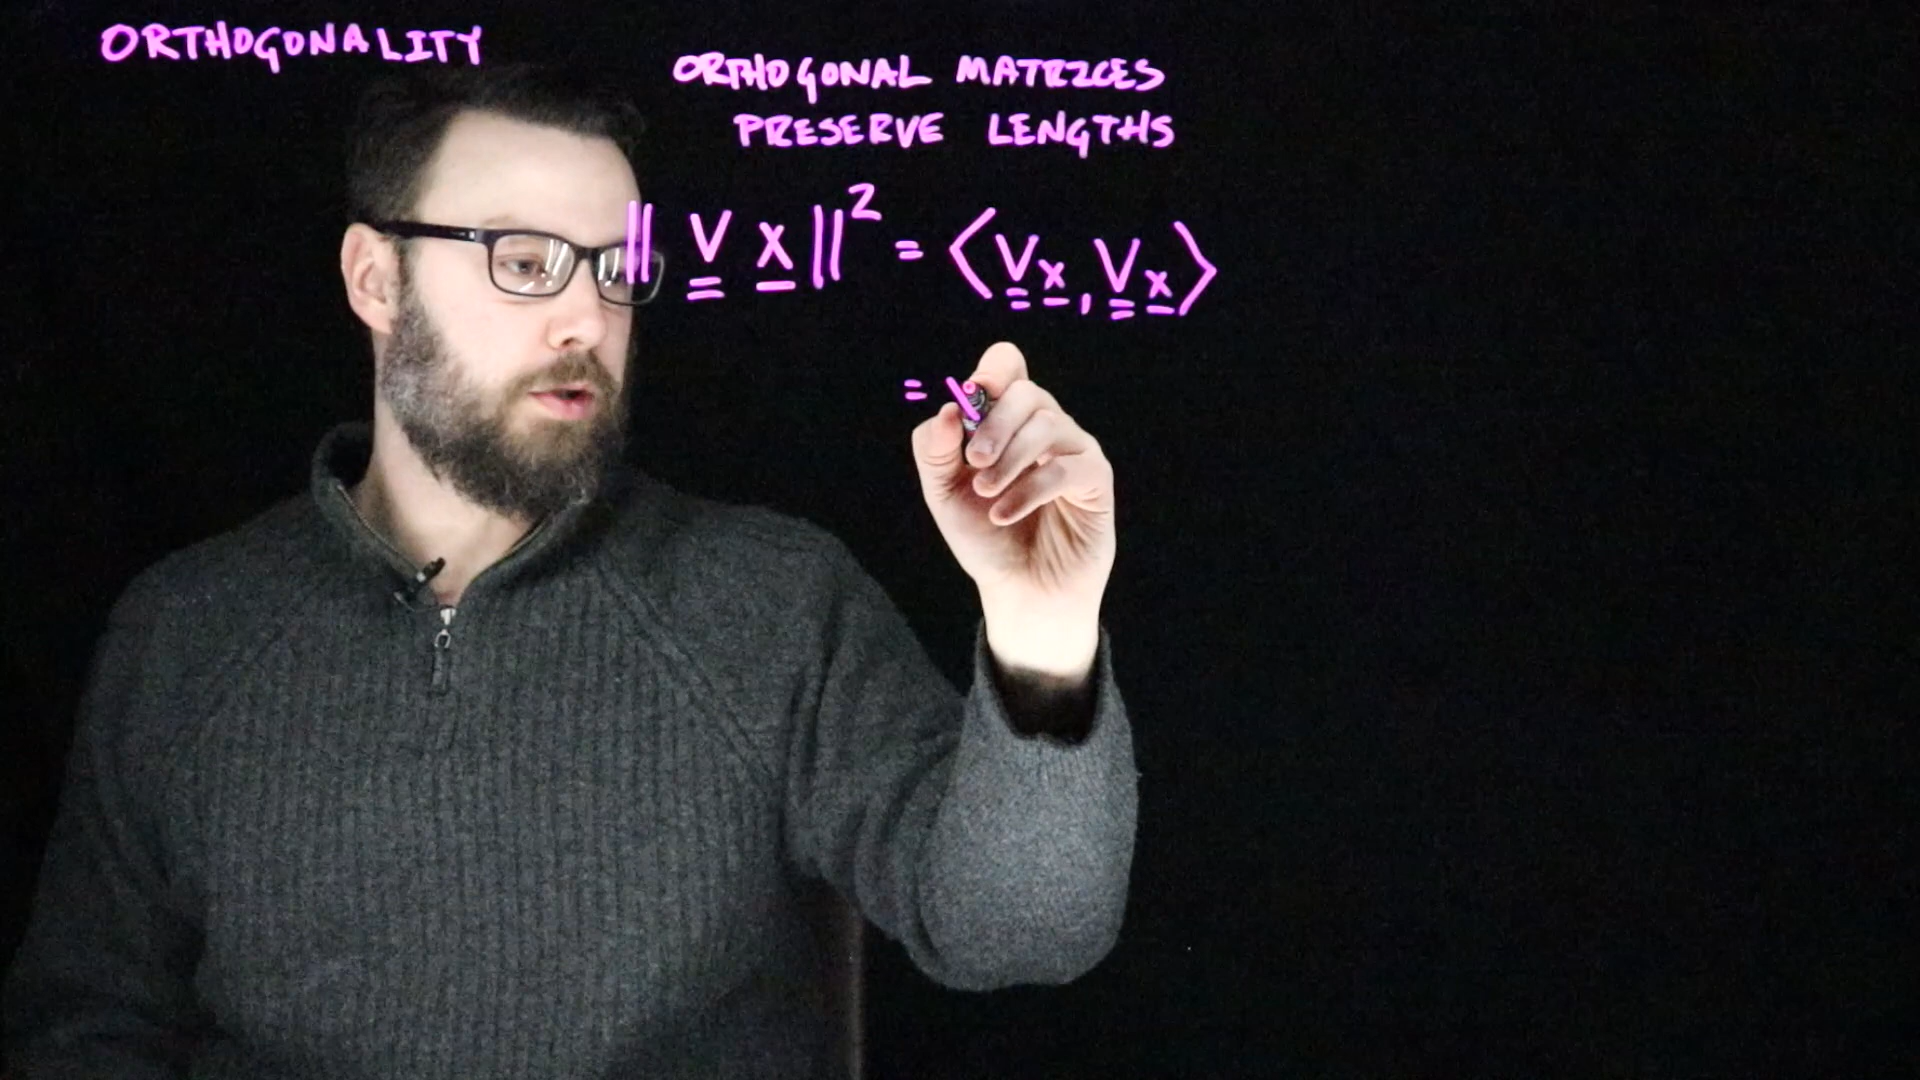 ORTHOGONALITY
ORTHOGONAL MATRICES
PRESERVE LENGTHS
‖ V x ‖² = ⟨Vx, Vx⟩
=